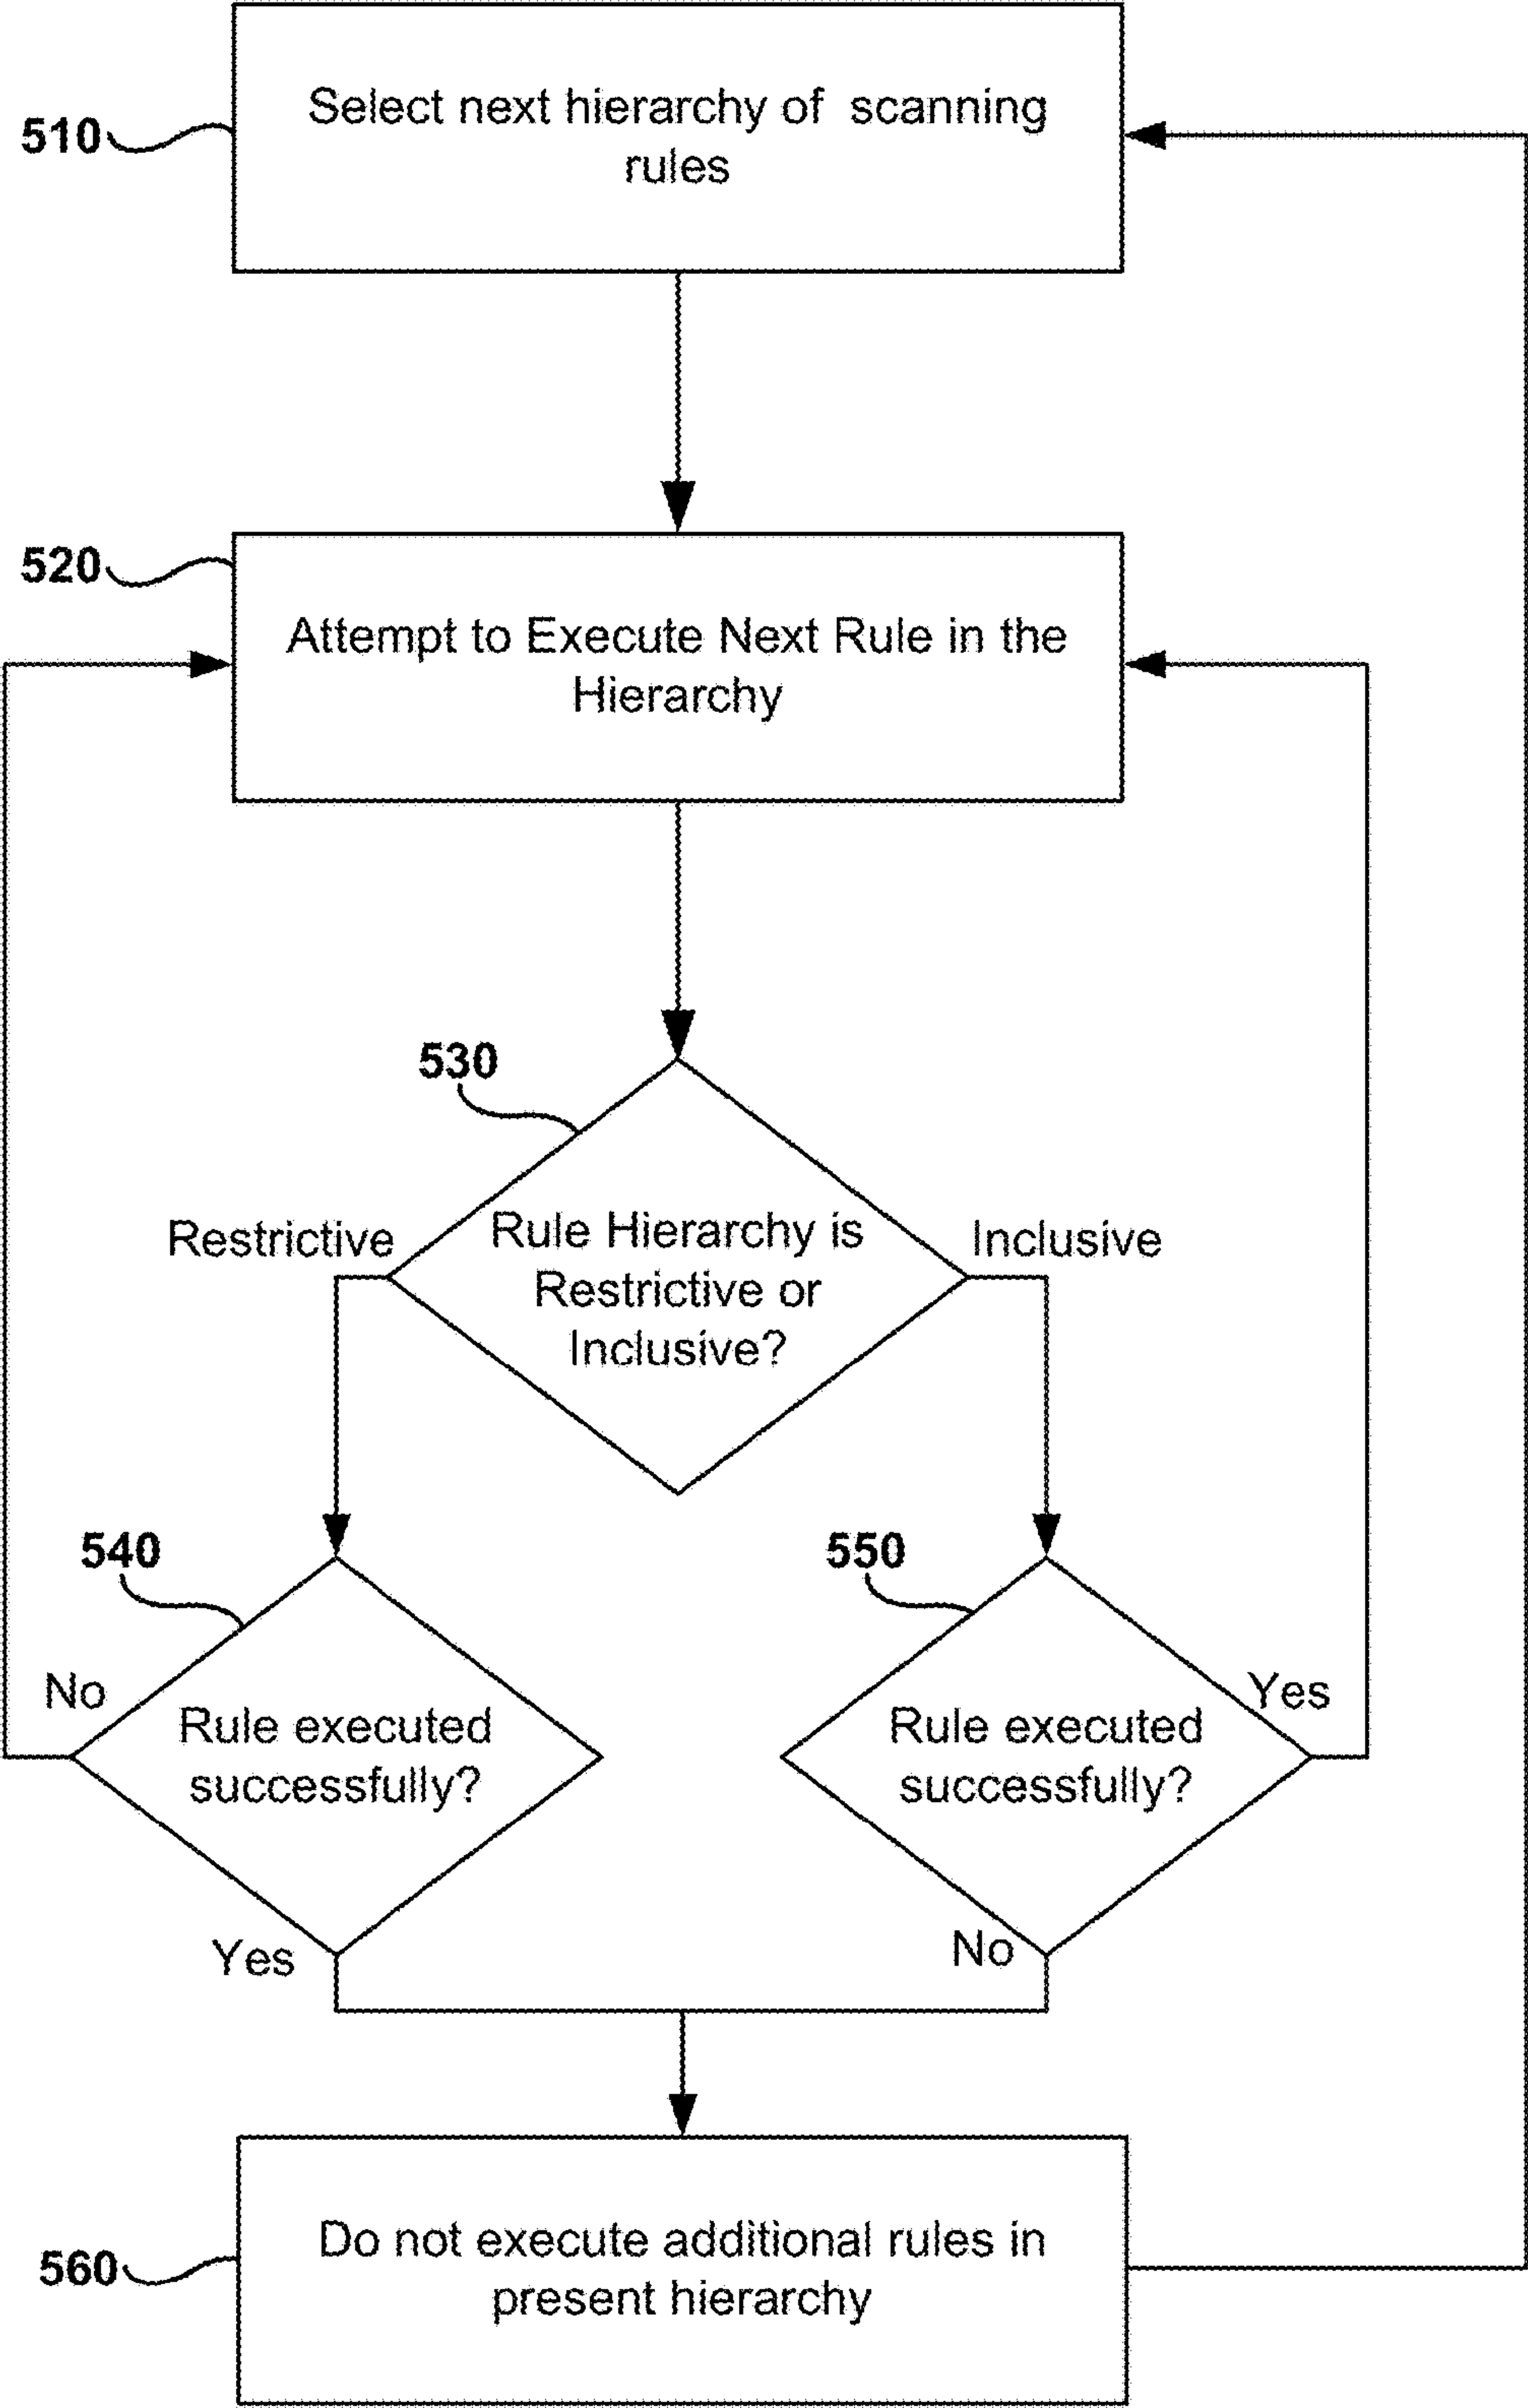 510
Select next hierarchy of scanning
rules
520
Attempt to Execute Next Rule in the
Hierarchy
530
Restrictive
Rule Hierarchy is
Restrictive or
Inclusive?
Inclusive
540
No
Rule executed
successfully?
Yes
550
Yes
Rule executed
successfully?
No
560
Do not execute additional rules in
present hierarchy